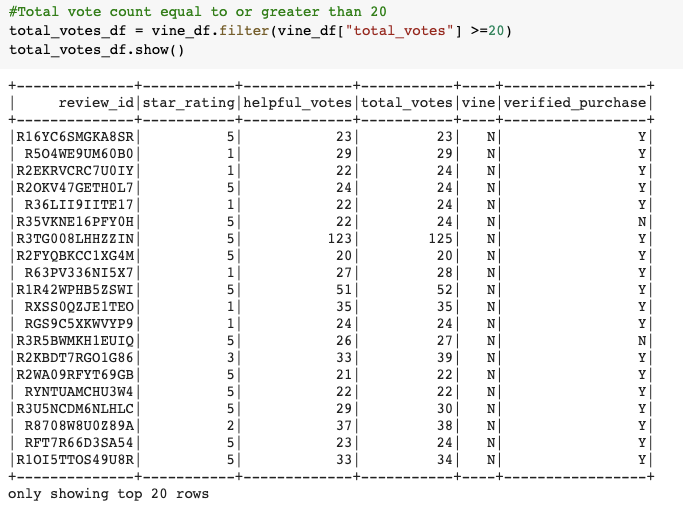 #Total vote count equal to or greater than 20
total_votes_df = vine_df.filter(vine_df["total_votes"] >=20)
total_votes_df.show()
+--------------+-----------+-------------+-----------+----+-----------------+
|     review_id|star_rating|helpful_votes|total_votes|vine|verified_purchase|
+--------------+-----------+-------------+-----------+----+-----------------+
|R16YC6SMGKA8SR|          5|           23|         23|   N|                Y|
| R5O4WE9UM60B0|          1|           29|         29|   N|                Y|
|R2EKRVCRC7U0IY|          1|           22|         24|   N|                Y|
|R2OKV47GETH0L7|          5|           24|         24|   N|                Y|
| R36LII9IITE17|          1|           22|         24|   N|                Y|
|R35VKNE16PFY0H|          5|           22|         24|   N|                N|
|R3TG008LHHZZIN|          5|          123|        125|   N|                Y|
|R2FYQBKCC1XG4M|          5|           20|         20|   N|                Y|
| R63PV336NI5X7|          1|           27|         28|   N|                Y|
|R1R42WPHB5ZSWI|          5|           51|         52|   N|                Y|
| RXSS0QZJE1TEO|          1|           35|         35|   N|                Y|
| RGS9C5XKWVYP9|          1|           24|         24|   N|                Y|
|R3R5BWMKH1EUIQ|          5|           26|         27|   N|                N|
|R2KBDT7RGO1G86|          3|           33|         39|   N|                Y|
|R2WA09RFYT69GB|          5|           21|         22|   N|                Y|
| RYNTUAMCHU3W4|          5|           22|         22|   N|                Y|
|R3U5NCDM6NLHLC|          5|           29|         30|   N|                Y|
| R8708W8U0Z89A|          2|           37|         38|   N|                Y|
| RFT7R66D3SA54|          5|           23|         24|   N|                Y|
|R1OI5TTOS49U8R|          5|           33|         34|   N|                Y|
+--------------+-----------+-------------+-----------+----+-----------------+
only showing top 20 rows